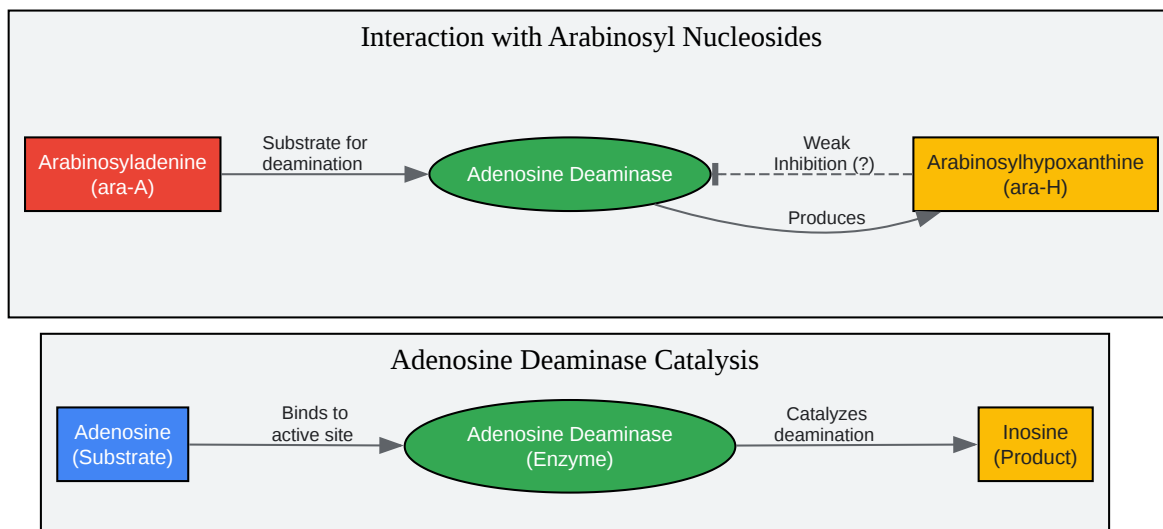 Interaction with Arabinosyl Nucleosides
Arabinosyladenine
(ara-A)
Substrate for
deamination
Adenosine Deaminase
Weak
Inhibition (?)
Produces
Arabinosylhypoxanthine
(ara-H)
Adenosine Deaminase Catalysis
Adenosine
(Substrate)
Binds to
active site
Adenosine Deaminase
(Enzyme)
Catalyzes
deamination
Inosine
(Product)